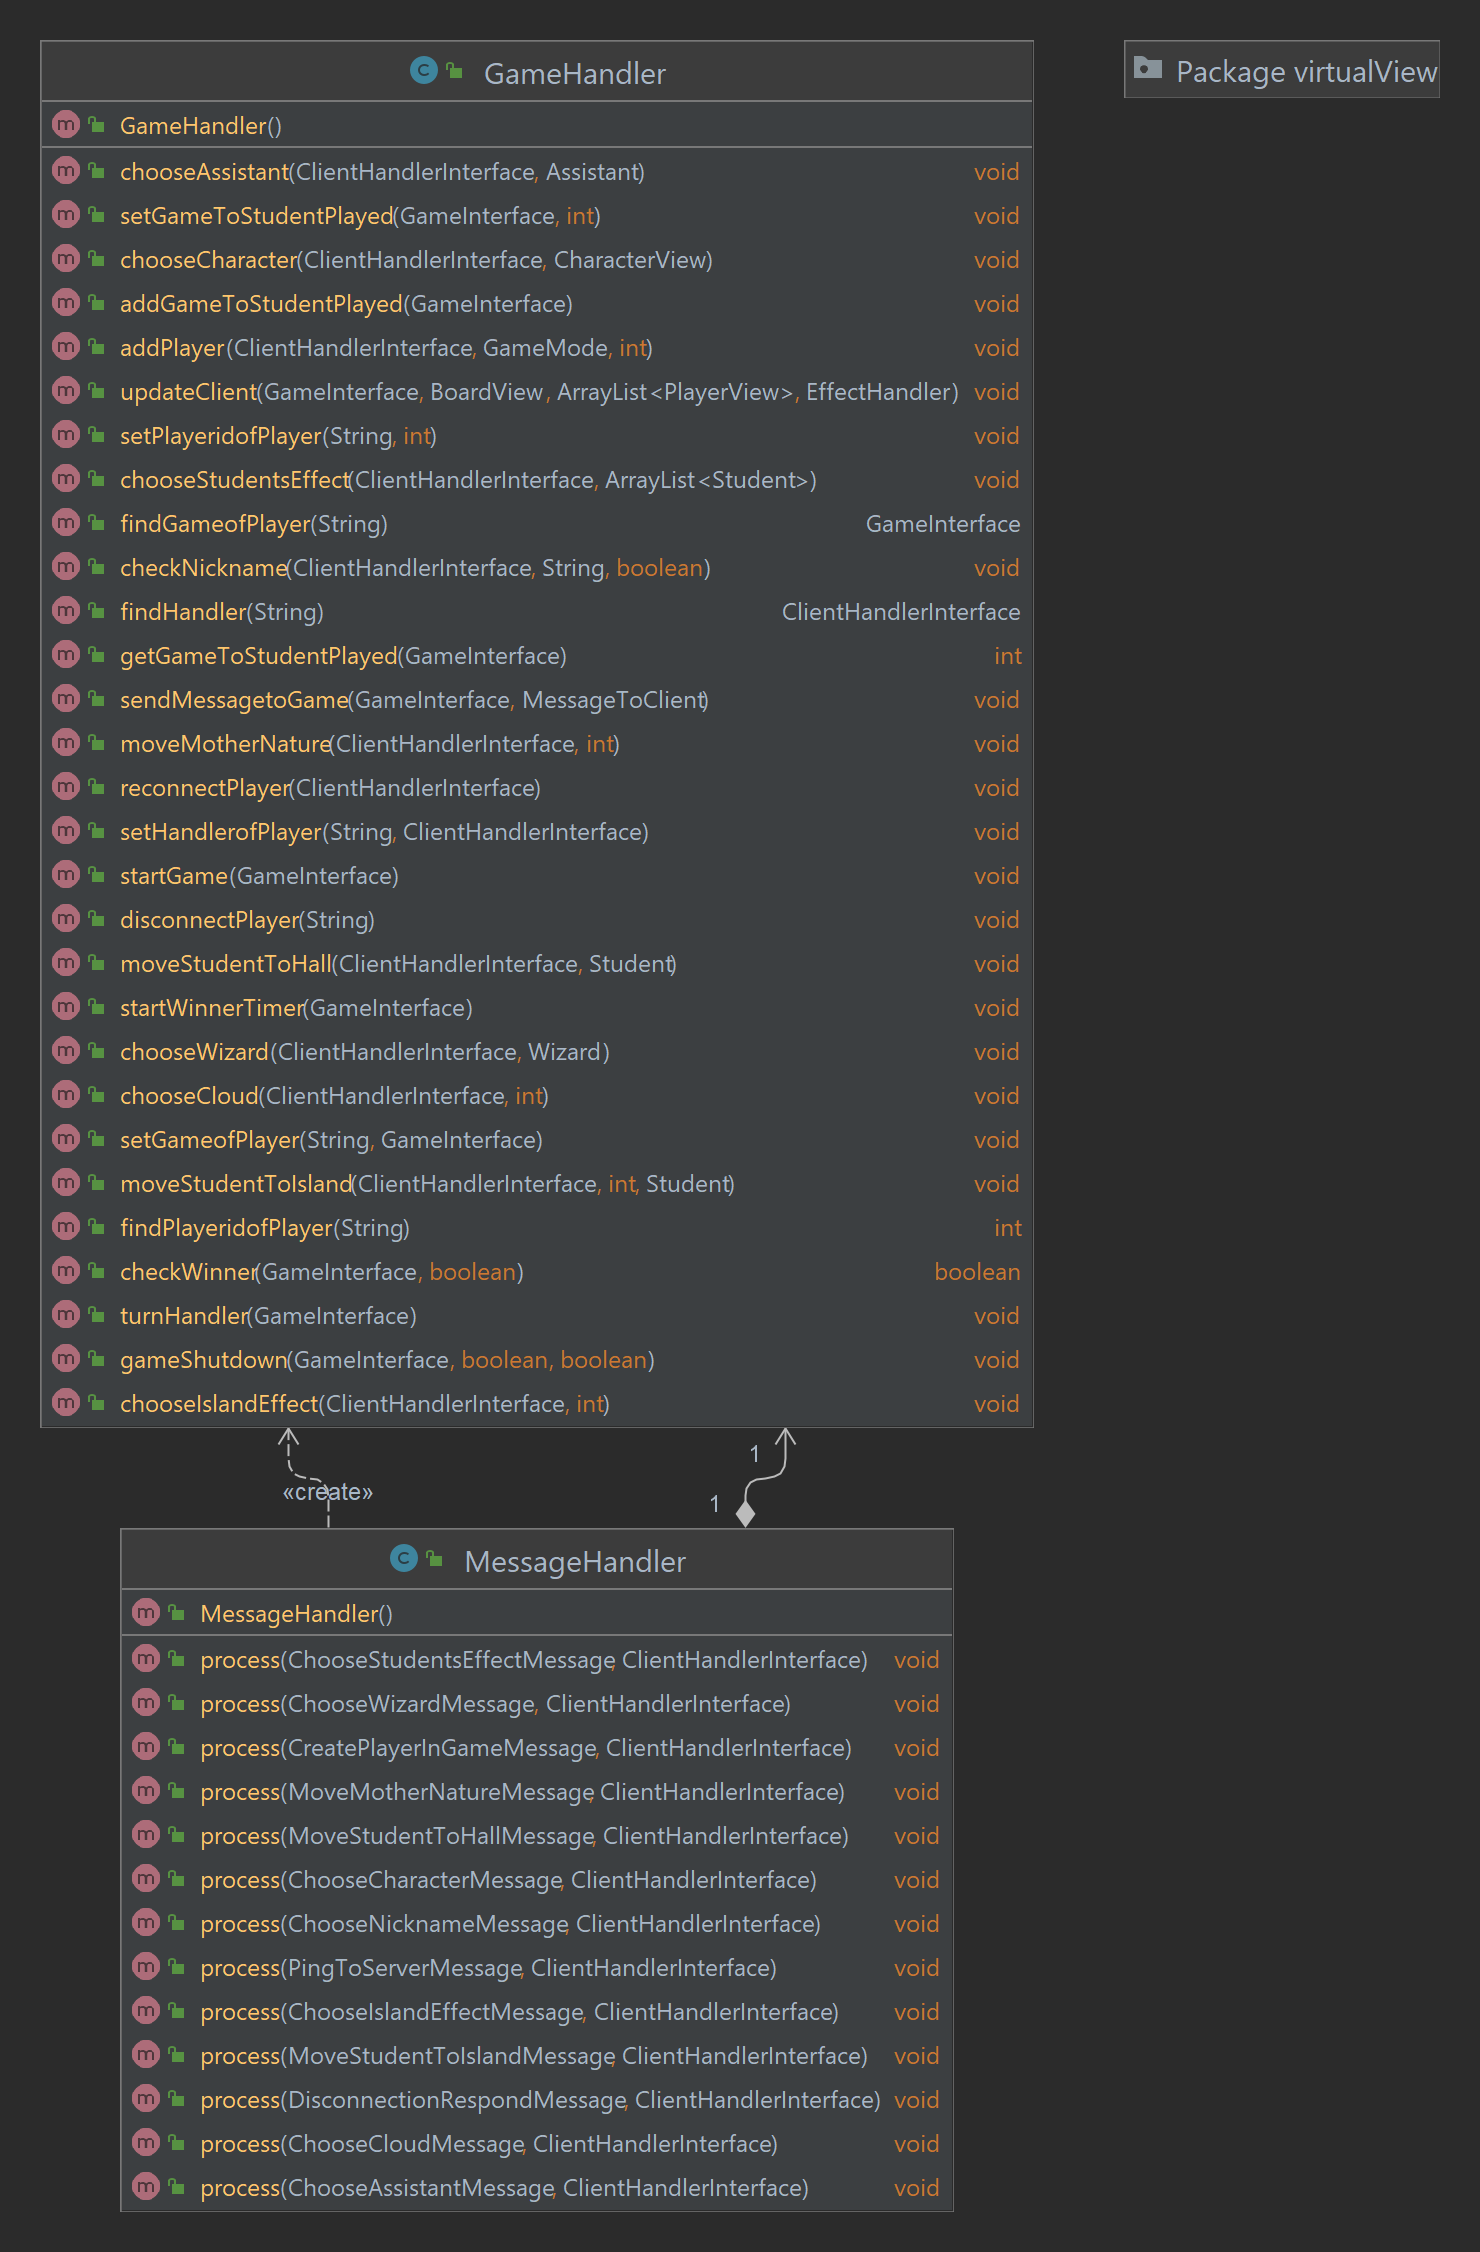 GameHandler
Package virtualView
GameHandler()
chooseAssistant(ClientHandlerInterface, Assistant) void
setGameToStudentPlayed(GameInterface, int) void
chooseCharacter(ClientHandlerInterface, CharacterView) void
addGameToStudentPlayed(GameInterface) void
addPlayer(ClientHandlerInterface, GameMode, int) void
updateClient(GameInterface, BoardView, ArrayList<PlayerView>, EffectHandler) void
setPlayeridofPlayer(String, int) void
chooseStudentsEffect(ClientHandlerInterface, ArrayList<Student>) void
findGameofPlayer(String) GameInterface
checkNickname(ClientHandlerInterface, String, boolean) void
findHandler(String) ClientHandlerInterface
getGameToStudentPlayed(GameInterface) int
sendMessagetoGame(GameInterface, MessageToClient) void
moveMotherNature(ClientHandlerInterface, int) void
reconnectPlayer(ClientHandlerInterface) void
setHandlerofPlayer(String, ClientHandlerInterface) void
startGame(GameInterface) void
disconnectPlayer(String) void
moveStudentToHall(ClientHandlerInterface, Student) void
startWinnerTimer(GameInterface) void
chooseWizard(ClientHandlerInterface, Wizard) void
chooseCloud(ClientHandlerInterface, int) void
setGameofPlayer(String, GameInterface) void
moveStudentToIsland(ClientHandlerInterface, int, Student) void
findPlayeridofPlayer(String) int
checkWinner(GameInterface, boolean) boolean
turnHandler(GameInterface) void
gameShutdown(GameInterface, boolean, boolean) void
chooseIslandEffect(ClientHandlerInterface, int) void
1
«create»
1
MessageHandler
MessageHandler()
process(ChooseStudentsEffectMessage, ClientHandlerInterface) void
process(ChooseWizardMessage, ClientHandlerInterface) void
process(CreatePlayerInGameMessage, ClientHandlerInterface) void
process(MoveMotherNatureMessage, ClientHandlerInterface) void
process(MoveStudentToHallMessage, ClientHandlerInterface) void
process(ChooseCharacterMessage, ClientHandlerInterface) void
process(ChooseNicknameMessage, ClientHandlerInterface) void
process(PingToServerMessage, ClientHandlerInterface) void
process(ChooseIslandEffectMessage, ClientHandlerInterface) void
process(MoveStudentToIslandMessage, ClientHandlerInterface) void
process(DisconnectionRespondMessage, ClientHandlerInterface) void
process(ChooseCloudMessage, ClientHandlerInterface) void
process(ChooseAssistantMessage, ClientHandlerInterface) void